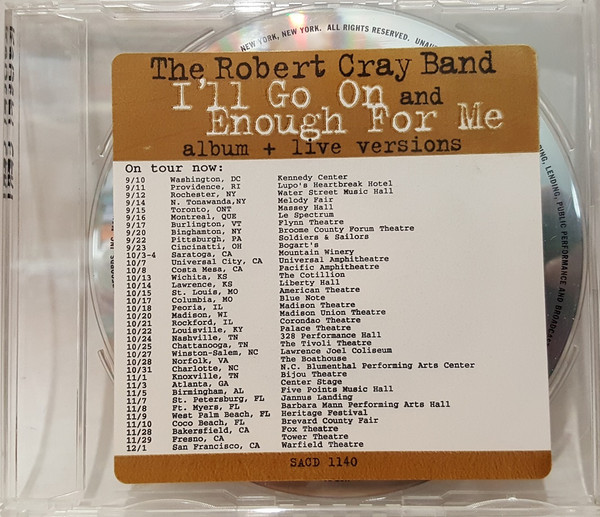 NEW YORK, NEW YORK. ALL RIGHTS RESERVED. UNAU
The Robert Cray Band
I'll Go On and
Enough For Me
album + live versions
On tour now:
9/10 Washington, DC Kennedy Center
9/11 Providence, RI Lupo's Heartbreak Hotel
9/12 Rochester, NY Water Street Music Hall
9/14 N. Tonawanda,NY Melody Fair
9/15 Toronto, ONT Massey Hall
9/16 Montreal, QUE Le Spectrum
9/17 Burlington, VT Flynn Theatre
9/20 Binghamton, NY Broome County Forum Theatre
9/22 Pittsburgh, PA Soldiers & Sailors
9/23 Cincinatti, OH Bogart's
10/3-4 Saratoga, CA Mountain Winery
10/7 Universal City, CA Universal Amphitheatre
10/8 Costa Mesa, CA Pacific Amphitheatre
10/13 Wichita, KS The Cotillion
10/14 Lawrence, KS Liberty Hall
10/15 St. Louis, MO American Theatre
10/17 Columbia, MO Blue Note
10/18 Peoria, IL Madison Theatre
10/20 Madison, WI Madison Union Theatre
10/21 Rockford, IL Corondao Theatre
10/22 Louisville, KY Palace Theatre
10/24 Nashville, TN 328 Performance Hall
10/25 Chattanooga, TN The Tivoli Theatre
10/27 Winston-Salem, NC Lawrence Joel Coliseum
10/28 Norfolk, VA The Boathouse
10/31 Charlotte, NC N.C. Blumenthal Performing Arts Center
11/1 Knoxville, TN Bijou Theatre
11/3 Atlanta, GA Center Stage
11/5 Birmingham, AL Five Points Music Hall
11/7 St. Petersburg, FL Jannus Landing
11/8 Ft. Myers, FL Barbara Mann Performing Arts Hall
11/9 West Palm Beach, FL Heritage Festival
11/10 Coco Beach, FL Brevard County Fair
11/28 Bakersfield, CA Fox Theatre
11/29 Fresno, CA Tower Theatre
12/1 San Francisco, CA Warfield Theatre
SACD 1140
LENDING, PUBLIC PERFORMANCE AND BROADCA